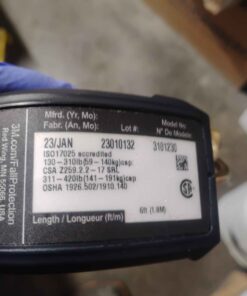 Mfrd. (Yr, Mo):
Fabr. (An, Mo):
Lot #:
Model No:
Nº De Modèle:
23/JAN
23010132
3101230
ISO17025 accredited
130-310lb(59-140kg)cap.
CSA Z259.2.2-17 SRL
311-420lb(141-191kg)cap.
OSHA 1926.502/1910.140
Length / Longueur (ft/m)
6ft (1.8M)
3M.com/FallProtection
Red Wing, MN 55066, USA